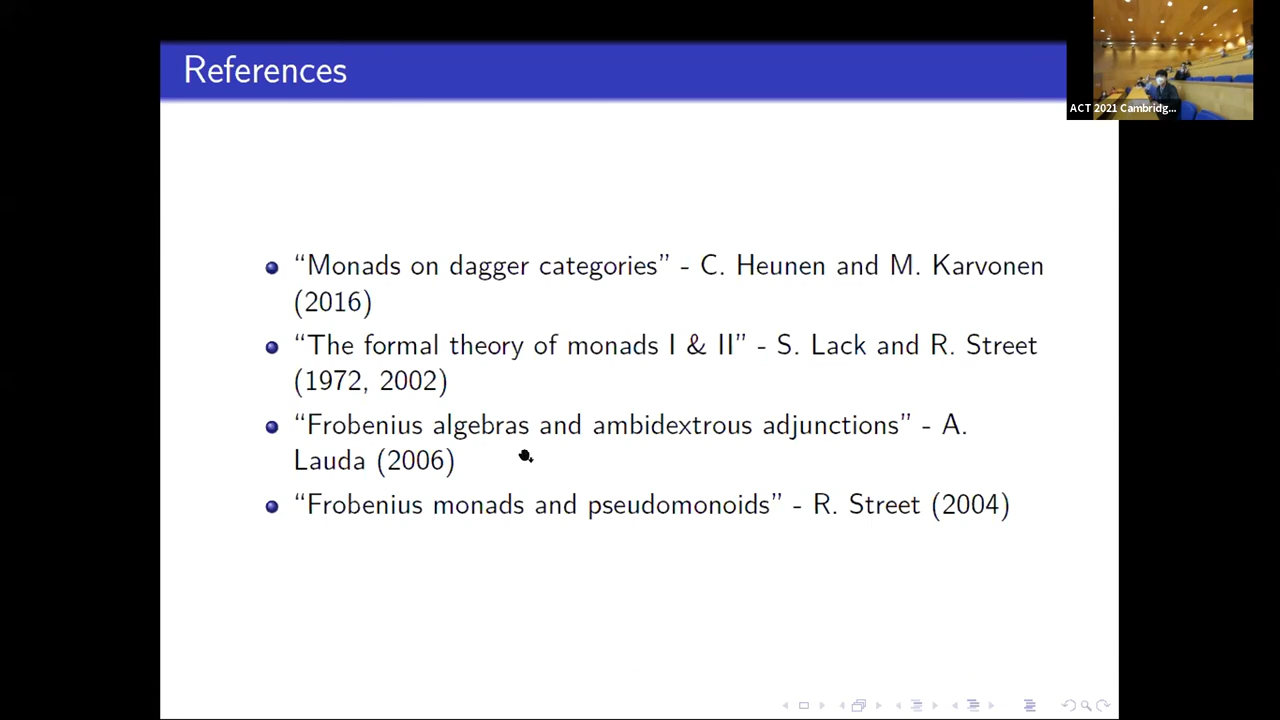 References
ACT 2021 Cambridg...
“Monads on dagger categories” - C. Heunen and M. Karvonen
(2016)
“The formal theory of monads I & II” - S. Lack and R. Street
(1972, 2002)
“Frobenius algebras and ambidextrous adjunctions” - A.
Lauda (2006)
“Frobenius monads and pseudomonoids” - R. Street (2004)